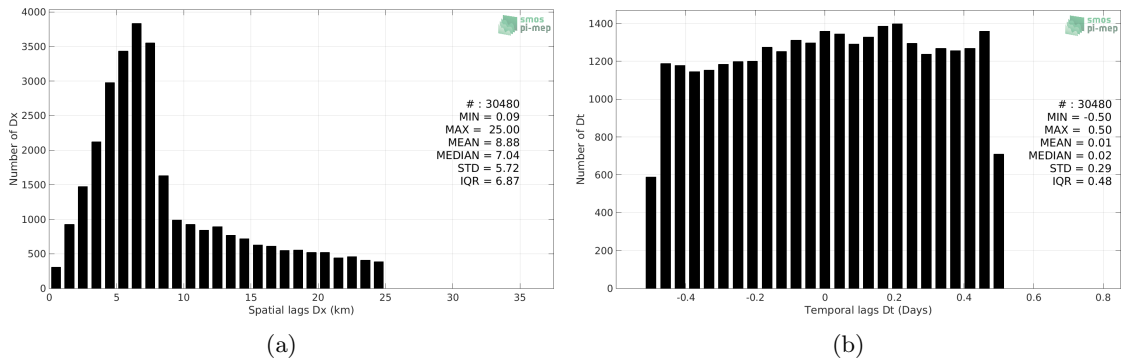 4000
3500
3000
2500
2000
1500
1000
500
0
Number of Dx
smos
pi-mep
# : 30480
MIN = 0.09
MAX = 25.00
MEAN = 8.88
MEDIAN = 7.04
STD = 5.72
IQR = 6.87
0 5 10 15 20 25 30 35
Spatial lags Dx (km)
(a)
1400
1200
1000
800
600
400
200
0
Number of Dt
smos
pi-mep
# : 30480
MIN = -0.50
MAX = 0.50
MEAN = 0.01
MEDIAN = 0.02
STD = 0.29
IQR = 0.48
-0.4 -0.2 0 0.2 0.4 0.6 0.8
Temporal lags Dt (Days)
(b)